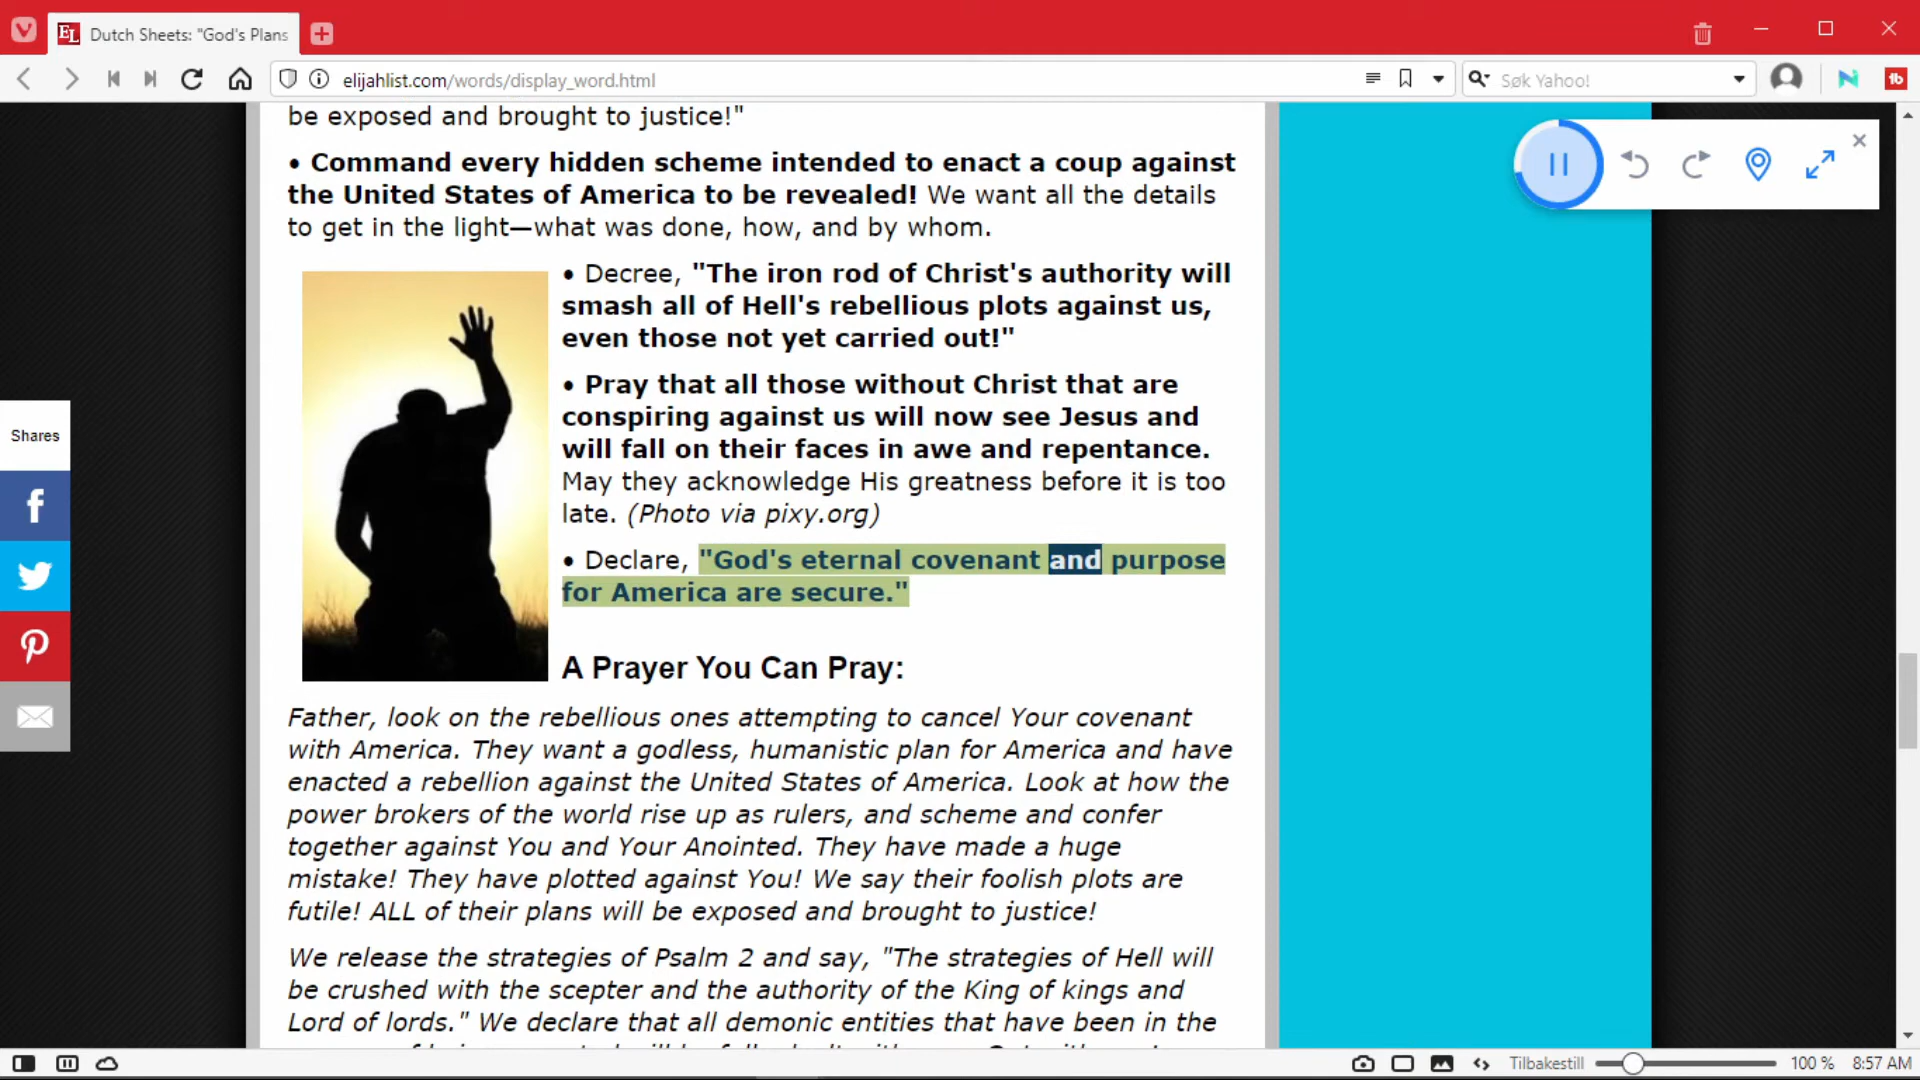 EL Dutch Sheets: "God's Plans
elijahlist.com/words/display_word.html
Søk Yahoo!
be exposed and brought to justice!"
• Command every hidden scheme intended to enact a coup against
the United States of America to be revealed! We want all the details
to get in the light—what was done, how, and by whom.
• Decree, "The iron rod of Christ's authority will
smash all of Hell's rebellious plots against us,
even those not yet carried out!"
• Pray that all those without Christ that are
conspiring against us will now see Jesus and
will fall on their faces in awe and repentance.
May they acknowledge His greatness before it is too
late. (Photo via pixy.org)
• Declare, "God's eternal covenant and purpose
for America are secure."
Shares
A Prayer You Can Pray:
Father, look on the rebellious ones attempting to cancel Your covenant
with America. They want a godless, humanistic plan for America and have
enacted a rebellion against the United States of America. Look at how the
power brokers of the world rise up as rulers, and scheme and confer
together against You and Your Anointed. They have made a huge
mistake! They have plotted against You! We say their foolish plots are
futile! ALL of their plans will be exposed and brought to justice!
We release the strategies of Psalm 2 and say, "The strategies of Hell will
be crushed with the scepter and the authority of the King of kings and
Lord of lords." We declare that all demonic entities that have been in the
Tilbakestill
100 %
8:57 AM